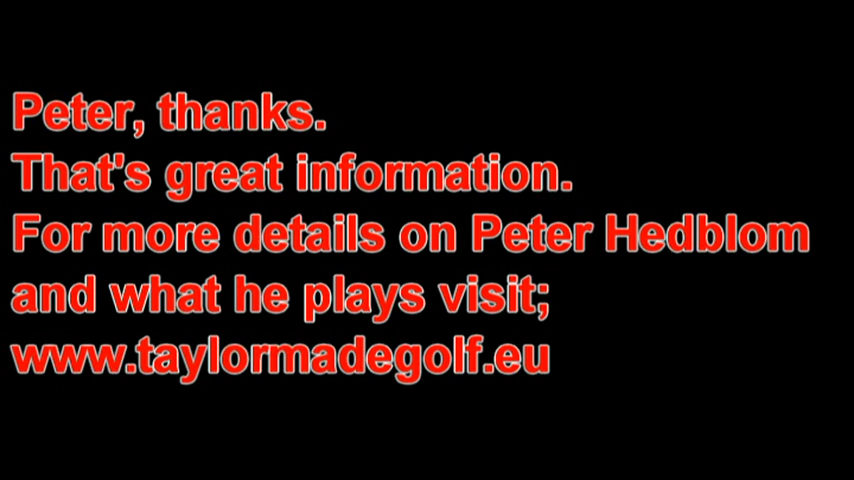 Peter, thanks.
That's great information.
For more details on Peter Hedblom
and what he plays visit;
www.taylormadegolf.eu